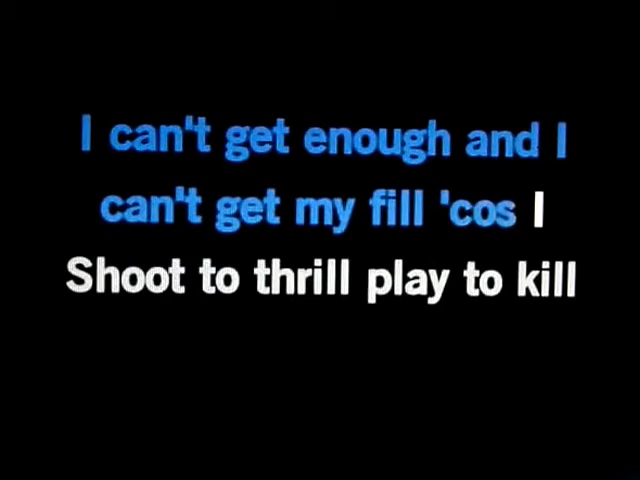 I can't get enough and I
can't get my fill 'cos I
Shoot to thrill play to kill